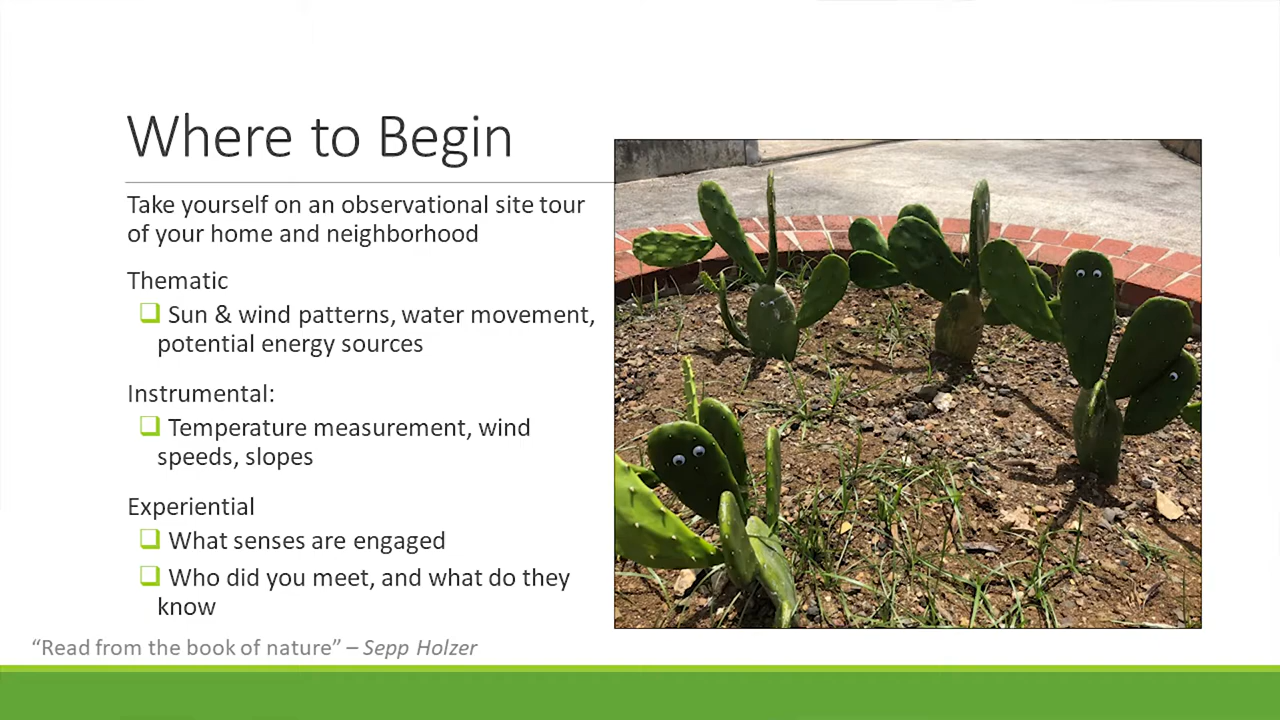 Where to Begin
Take yourself on an observational site tour
of your home and neighborhood
Thematic
Sun & wind patterns, water movement,
potential energy sources
Instrumental:
Temperature measurement, wind
speeds, slopes
Experiential
What senses are engaged
Who did you meet, and what do they
know
“Read from the book of nature” – Sepp Holzer